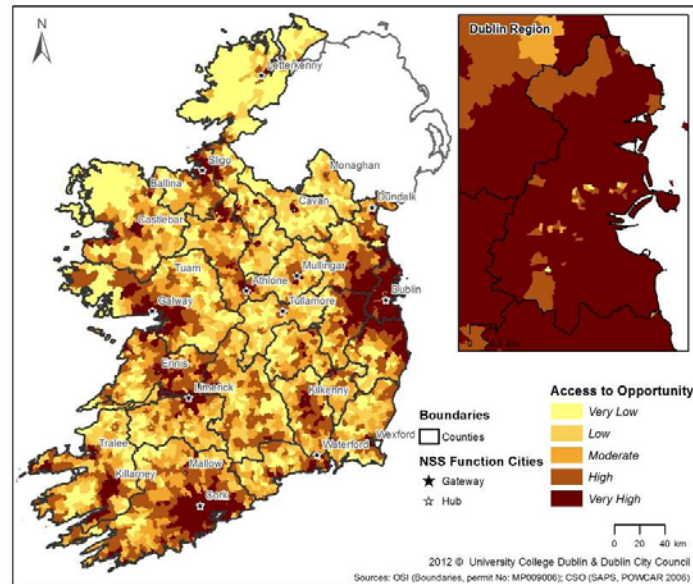 N
Dublin Region
Letterkenny
Sligo
Monaghan
Ballina
Cavan
Dundalk
Castlebar
Tuam
Mullingar
Athlone
Dublin
Galway
Tullamore
Ennis
Limerick
Kilkenny
Tralee
Wexford
Waterford
Killarney
Mallow
Cork
Boundaries
Counties
NSS Function Cities
Gateway
Hub
Access to Opportunity
Very Low
Low
Moderate
High
Very High
0 20 40 km
2012 © University College Dublin & Dublin City Council
Sources: OSI (Boundaries, permit No: MP009006); CSO (SAPS, POWCAR 2006)